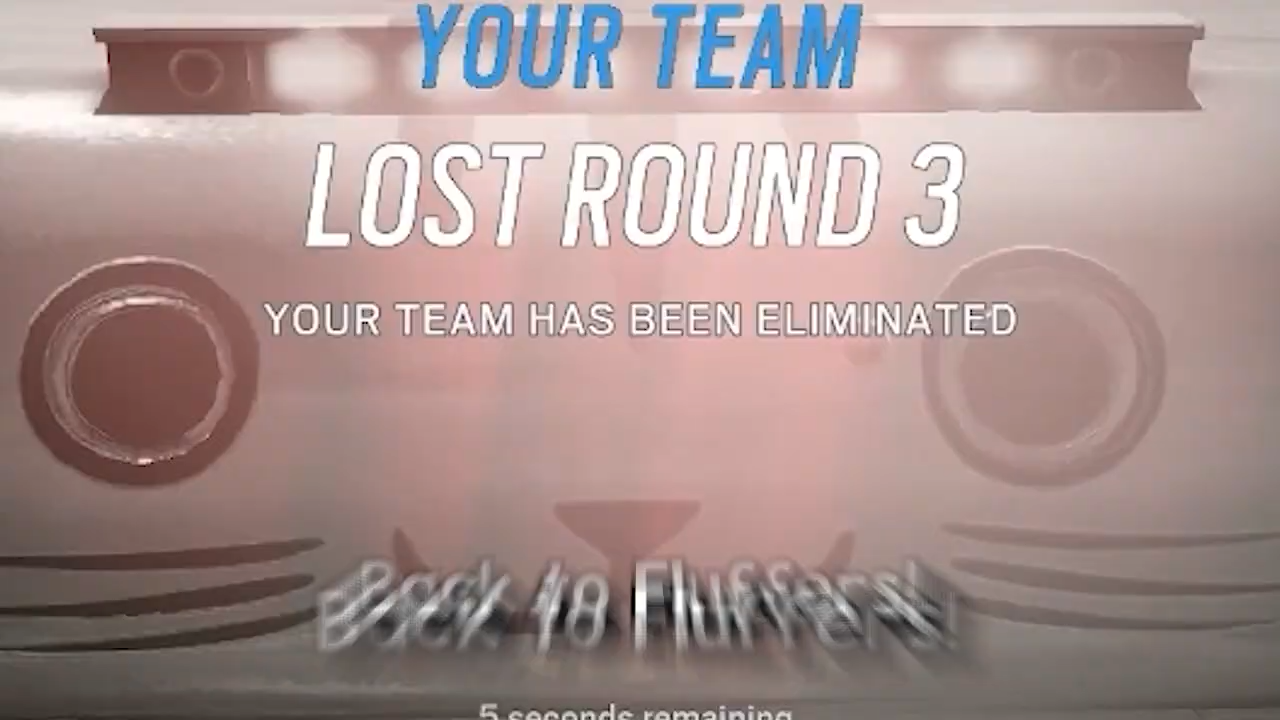 YOUR TEAM
LOST ROUND 3
YOUR TEAM HAS BEEN ELIMINATED
Back to Fluffers!
5 seconds remaining